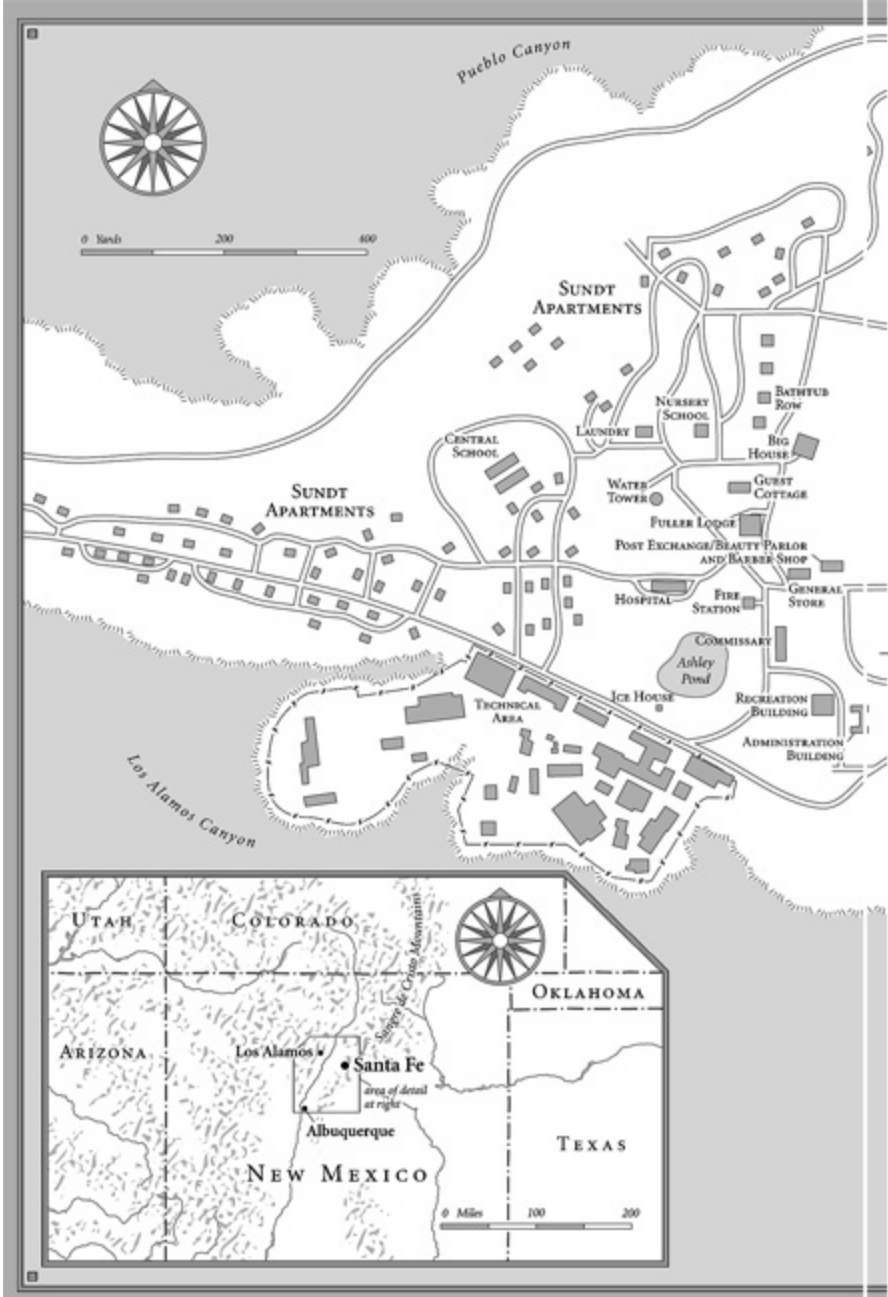 Pueblo Canyon
0 Yards 200 400
SUNDT
APARTMENTS
BATHTUB
ROW
NURSERY
SCHOOL
LAUNDRY
CENTRAL
SCHOOL
BIG
HOUSE
WATER
TOWER
GUEST
COTTAGE
SUNDT
APARTMENTS
FULLER LODGE
POST EXCHANGE/BEAUTY PARLOR
AND BARBER SHOP
HOSPITAL
FIRE
STATION
GENERAL
STORE
COMMISSARY
Ashley
Pond
ICE HOUSE
RECREATION
BUILDING
TECHNICAL
AREA
ADMINISTRATION
BUILDING
Los Alamos Canyon
UTAH
COLORADO
Sangre de Cristo Mountains
OKLAHOMA
ARIZONA
Los Alamos
Santa Fe
area of detail
at right
Albuquerque
TEXAS
NEW MEXICO
0 Miles 100 200